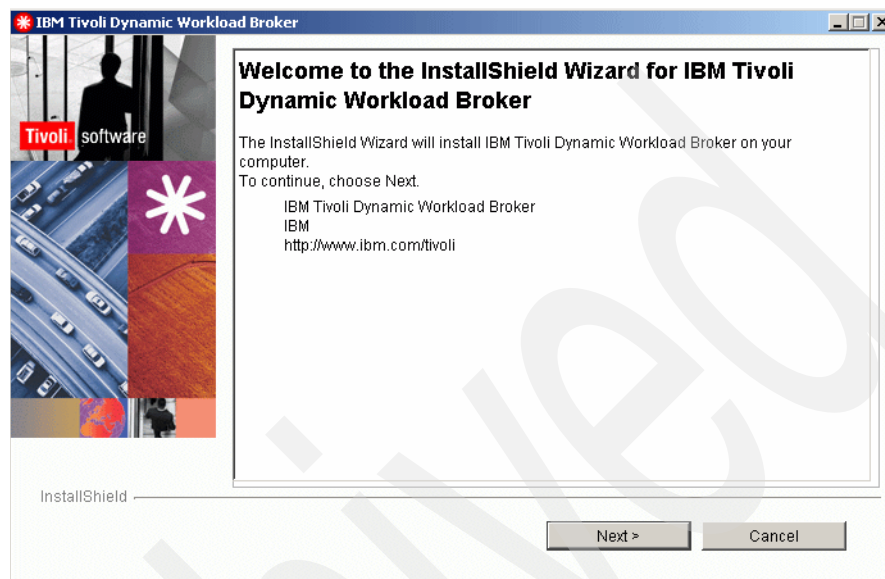 IBM Tivoli Dynamic Workload Broker
Tivoli. software
Welcome to the InstallShield Wizard for IBM Tivoli
Dynamic Workload Broker
The InstallShield Wizard will install IBM Tivoli Dynamic Workload Broker on your
computer.
To continue, choose Next.
IBM Tivoli Dynamic Workload Broker
IBM
http://www.ibm.com/tivoli
InstallShield
Next >
Cancel